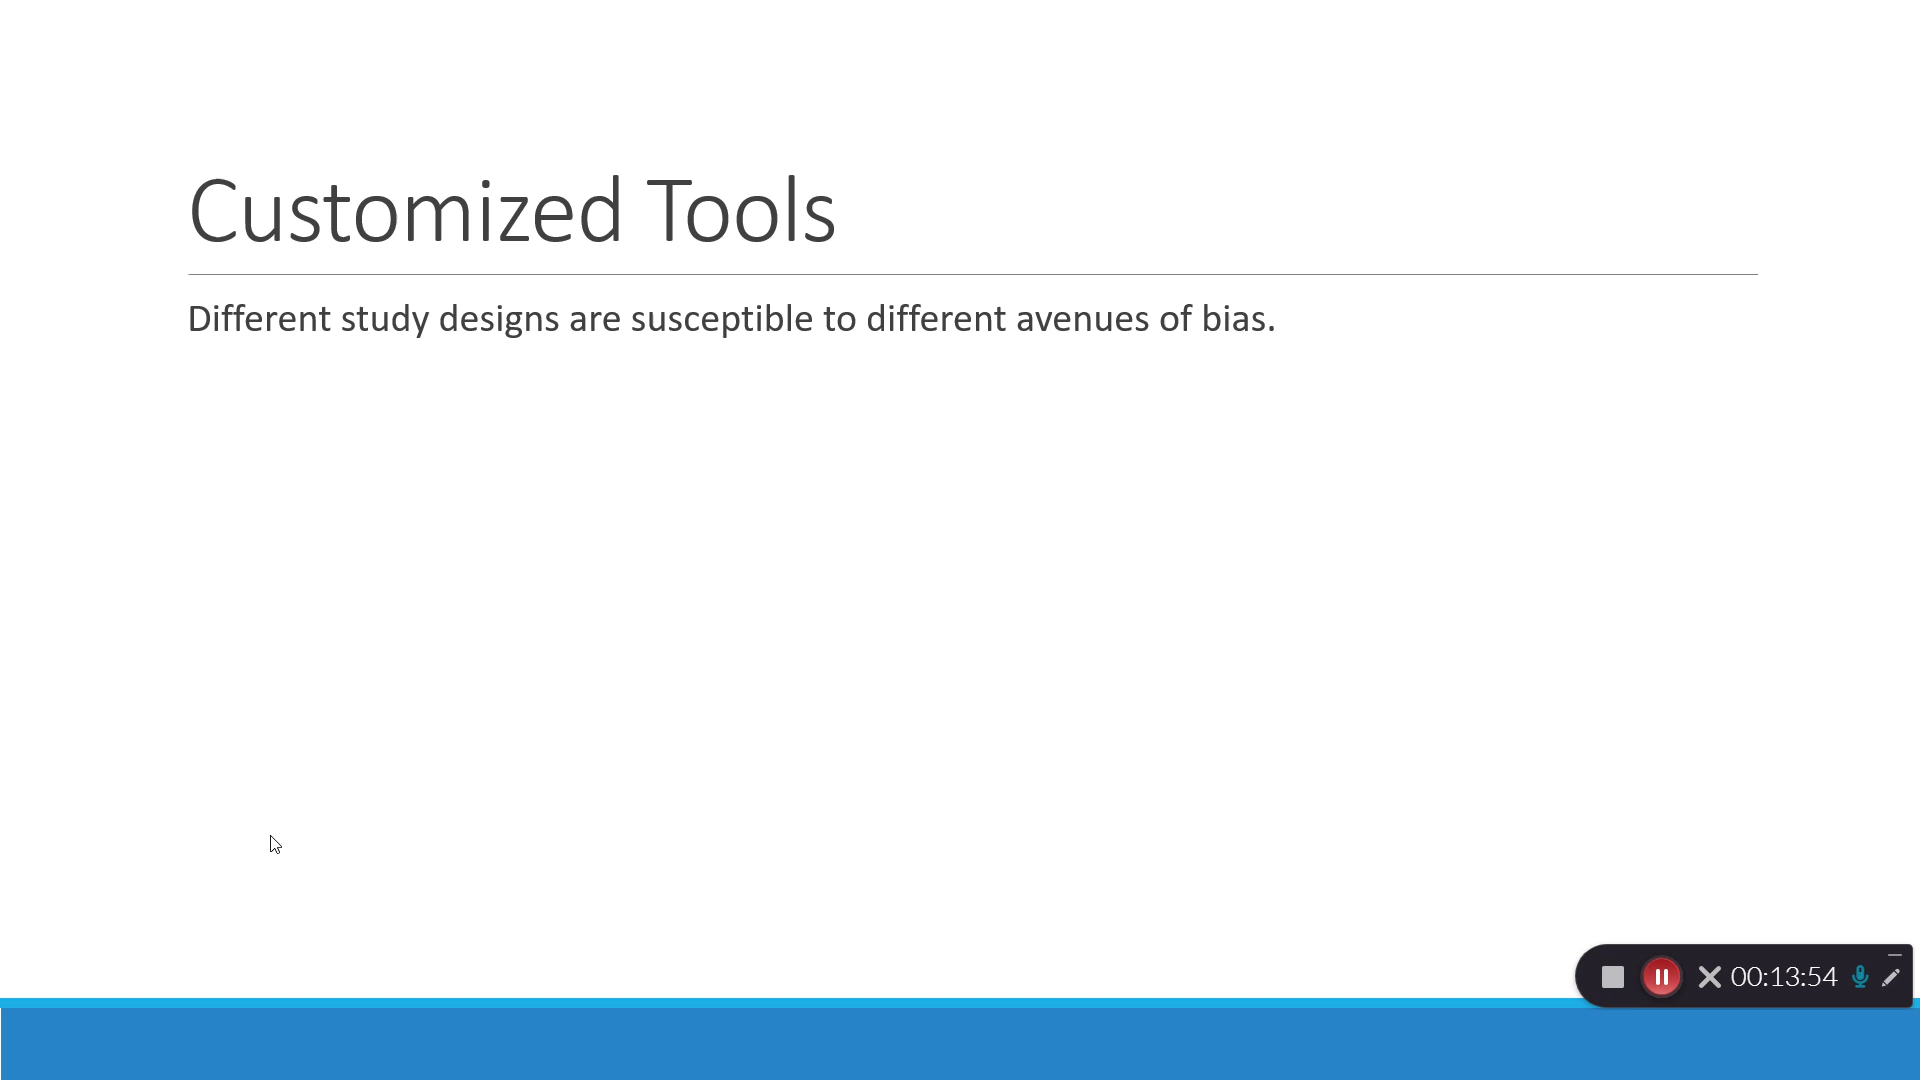 Customized Tools
Different study designs are susceptible to different avenues of bias.
00:13:54